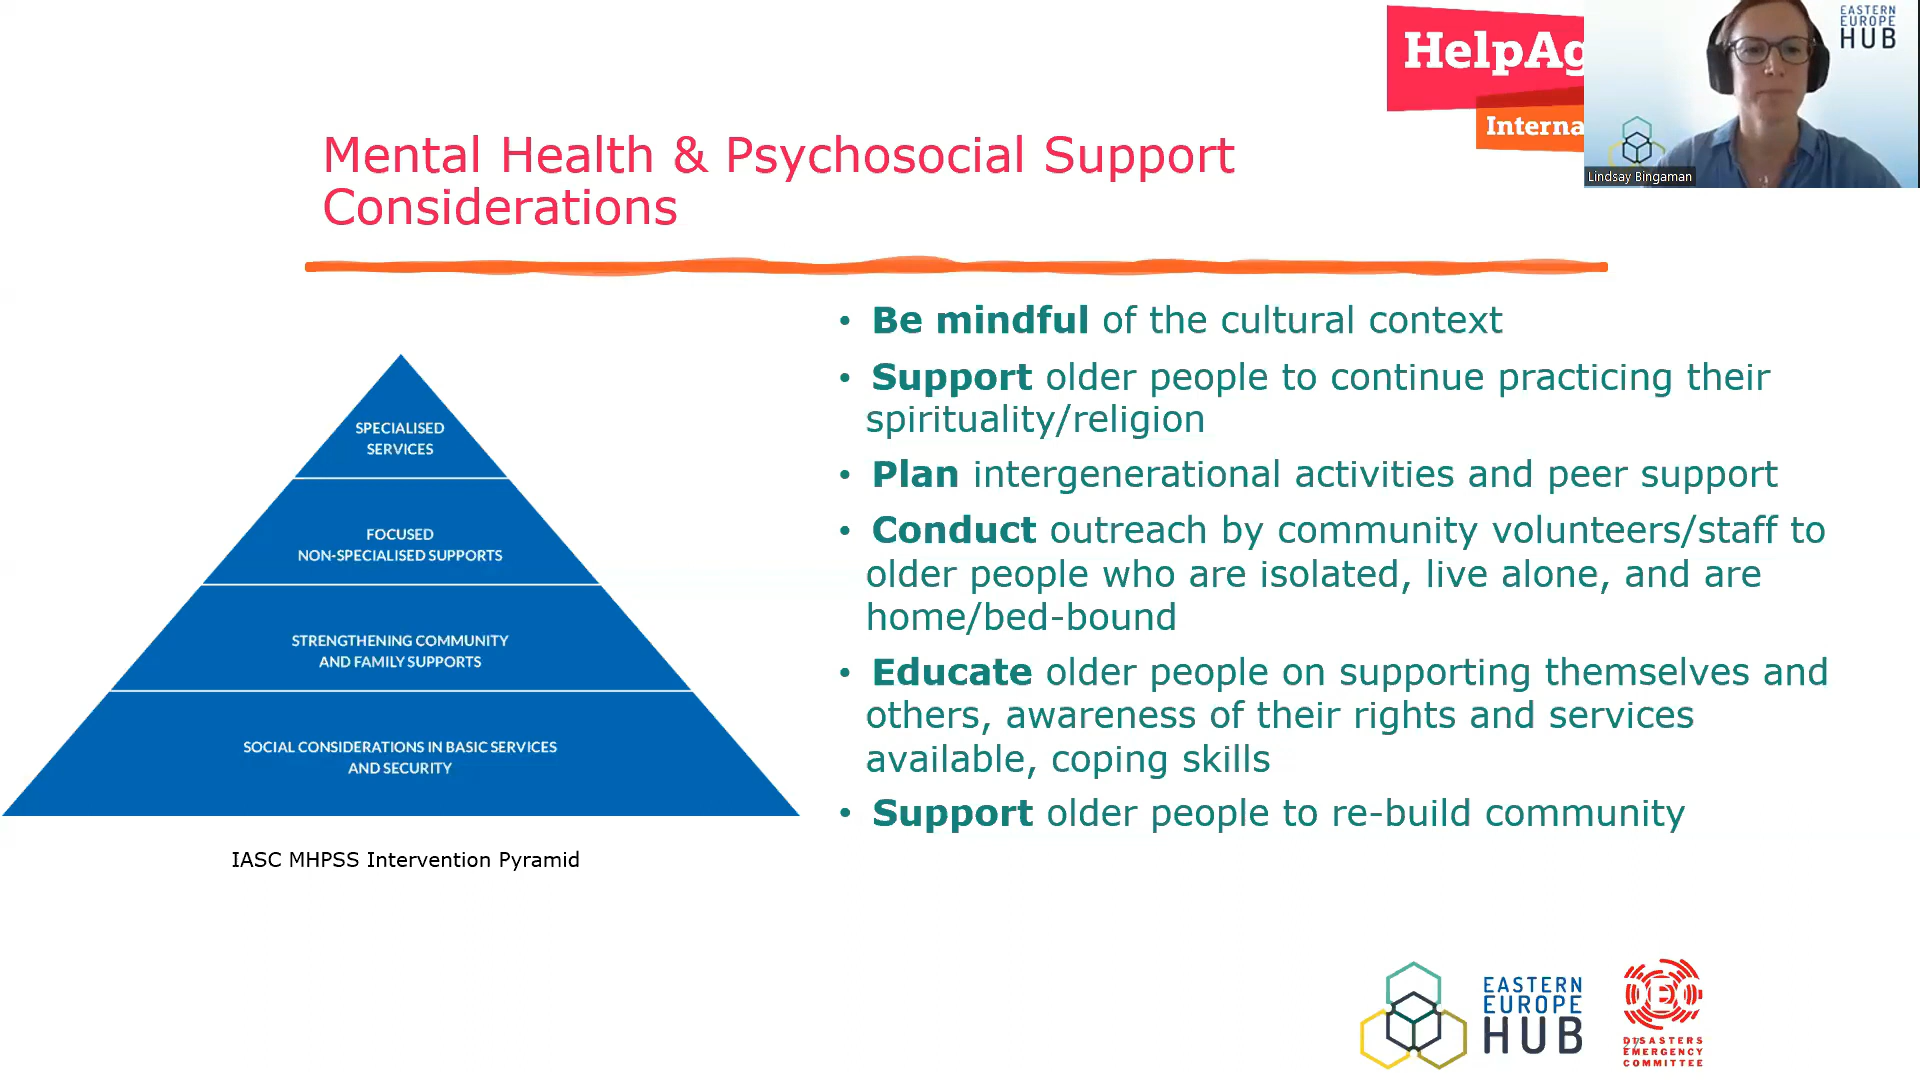 HelpAg
Interna
EASTERN
EUROPE
HUB
Lindsay Bingaman
Mental Health & Psychosocial Support
Considerations
SPECIALISED
SERVICES
FOCUSED
NON-SPECIALISED SUPPORTS
STRENGTHENING COMMUNITY
AND FAMILY SUPPORTS
SOCIAL CONSIDERATIONS IN BASIC SERVICES
AND SECURITY
IASC MHPSS Intervention Pyramid
• Be mindful of the cultural context
• Support older people to continue practicing their
spirituality/religion
• Plan intergenerational activities and peer support
• Conduct outreach by community volunteers/staff to
older people who are isolated, live alone, and are
home/bed-bound
• Educate older people on supporting themselves and
others, awareness of their rights and services
available, coping skills
• Support older people to re-build community
EASTERN
EUROPE
HUB
DEC
DISASTERS
EMERGENCY
COMMITTEE